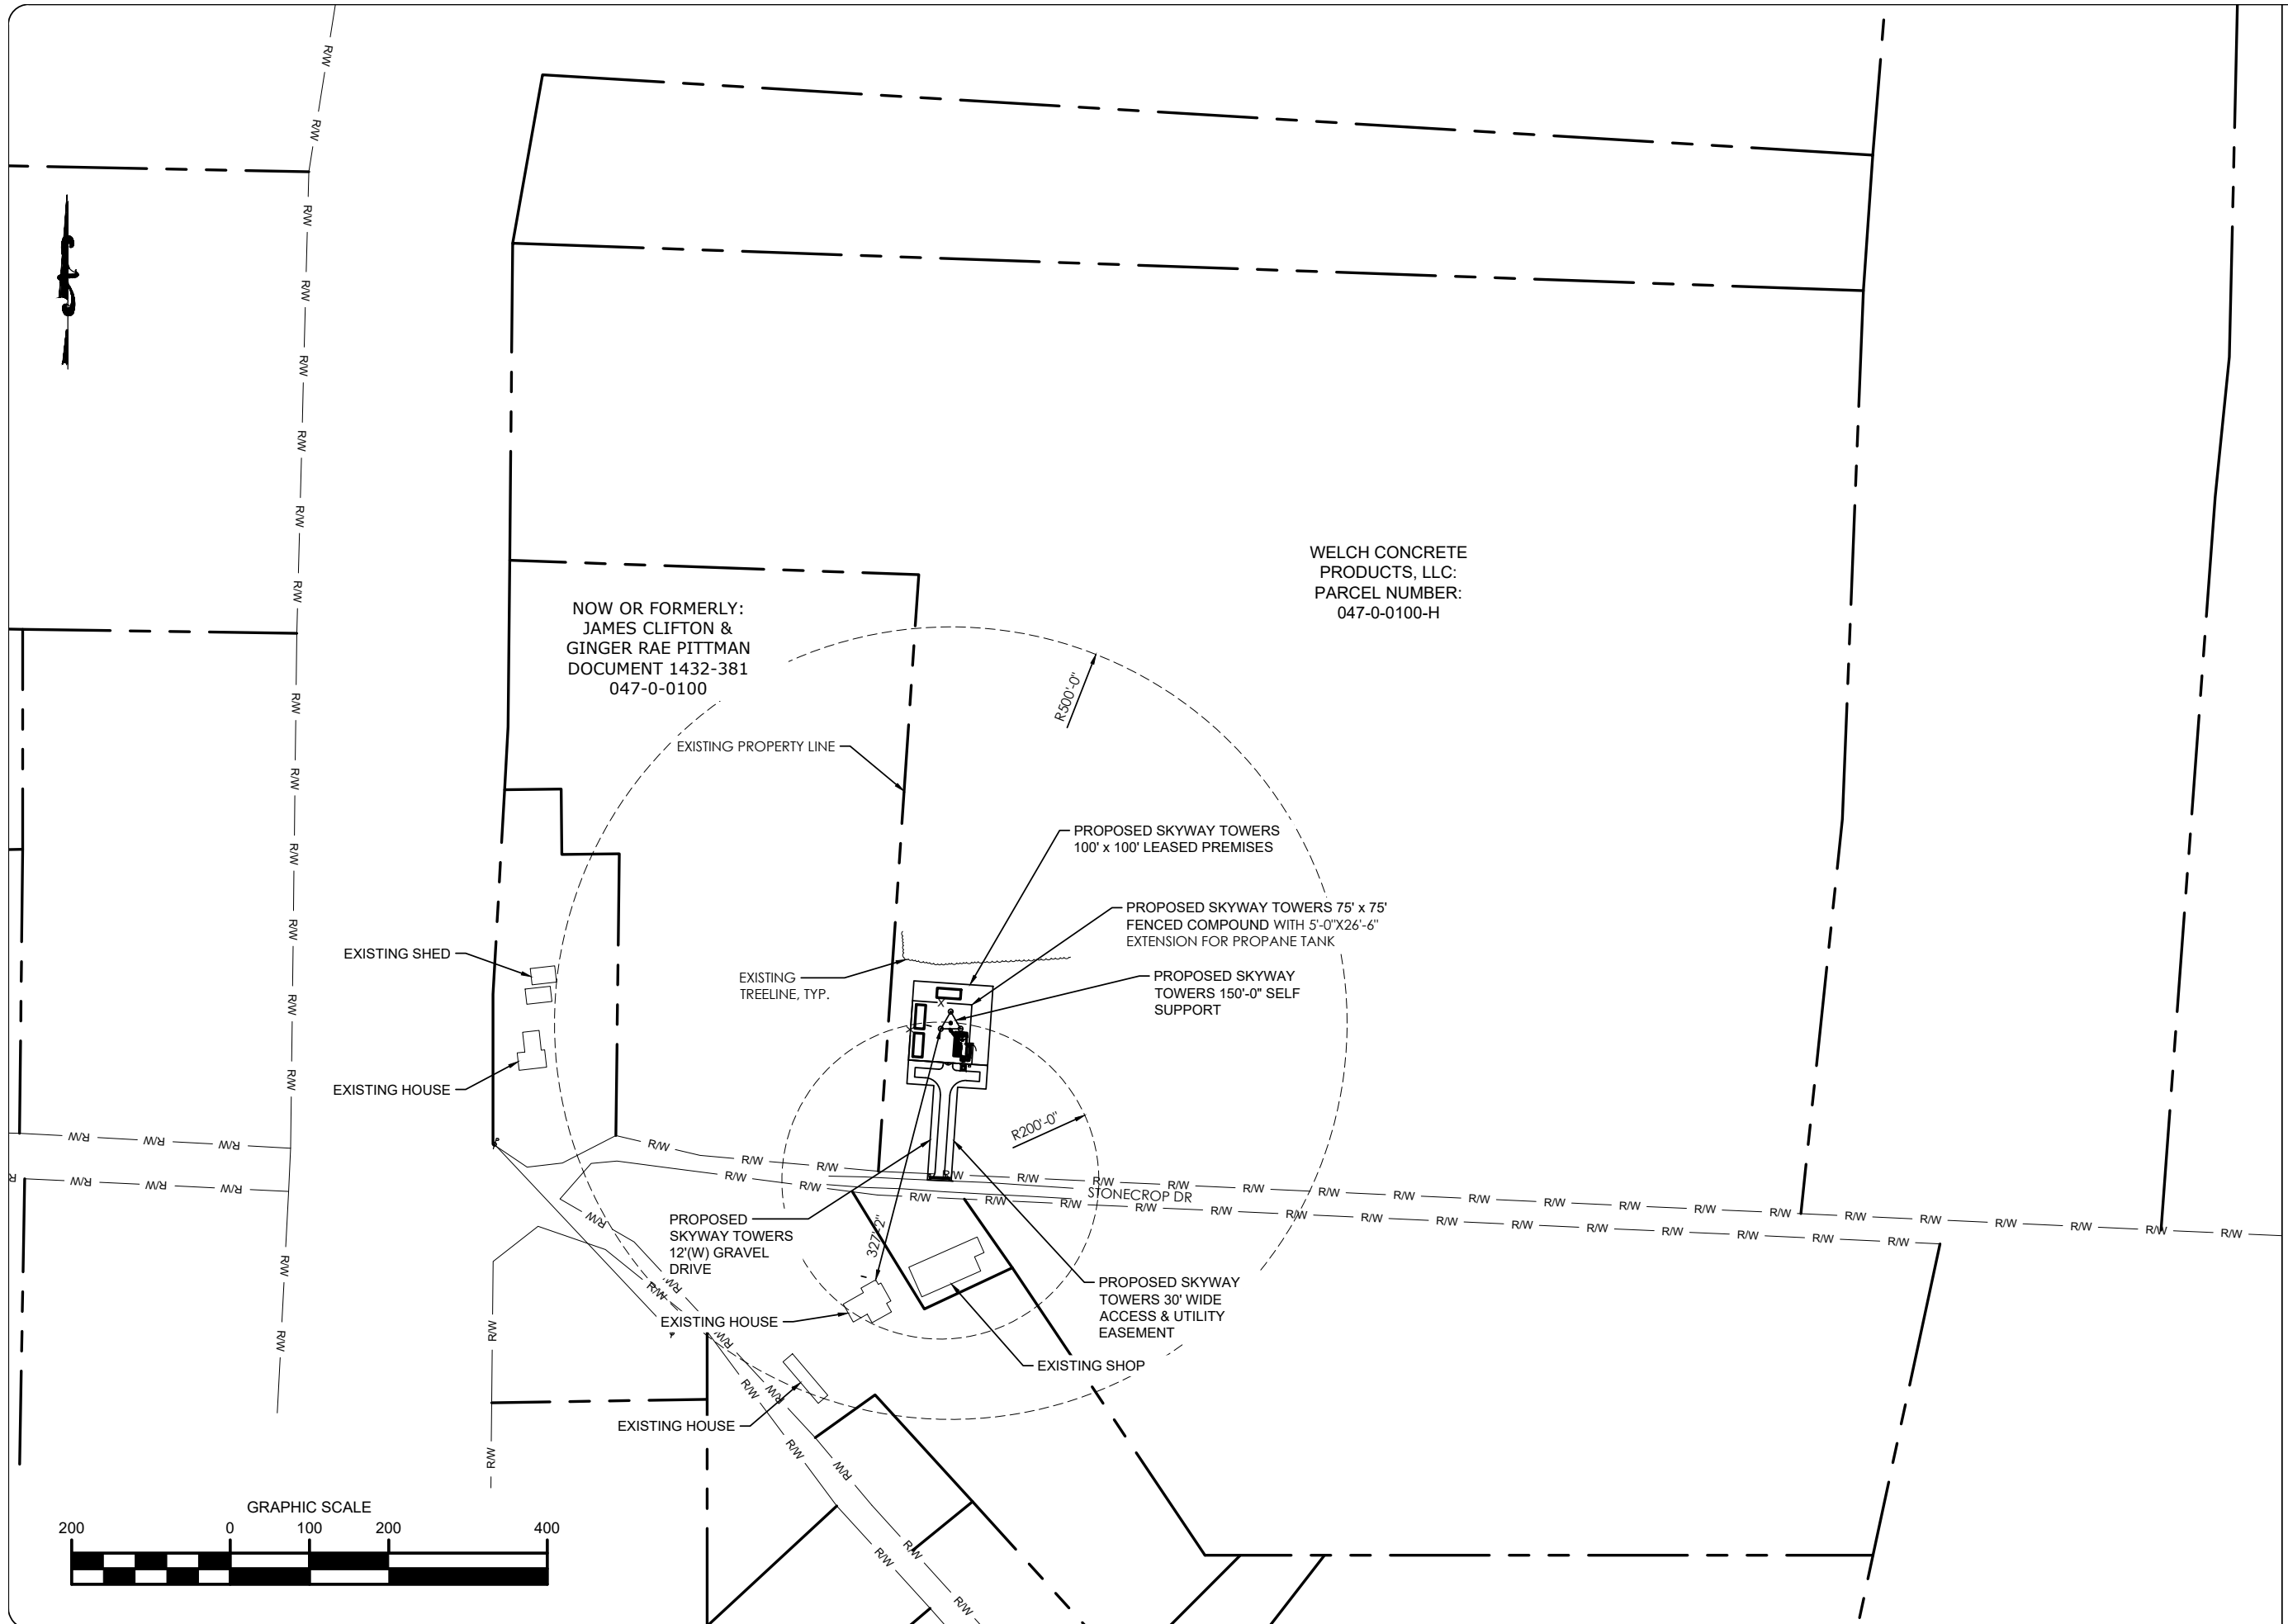 WELCH CONCRETE
PRODUCTS, LLC:
PARCEL NUMBER:
047-0-0100-H
NOW OR FORMERLY:
JAMES CLIFTON &
GINGER RAE PITTMAN
DOCUMENT 1432-381
047-0-0100
R500'-0"
EXISTING PROPERTY LINE
PROPOSED SKYWAY TOWERS
100' x 100' LEASED PREMISES
PROPOSED SKYWAY TOWERS 75' x 75'
FENCED COMPOUND WITH 5'-0"X26'-6"
EXTENSION FOR PROPANE TANK
EXISTING SHED
EXISTING
TREELINE, TYP.
PROPOSED SKYWAY
TOWERS 150'-0" SELF
SUPPORT
X
EXISTING HOUSE
R200'-0"
R/W R/W R/W R/W R/W R/W R/W R/W R/W R/W R/W R/W R/W R/W R/W R/W R/W
STONECROP DR
PROPOSED
SKYWAY TOWERS
12'(W) GRAVEL
DRIVE
327'-2"
PROPOSED SKYWAY
TOWERS 30' WIDE
ACCESS & UTILITY
EASEMENT
EXISTING HOUSE
EXISTING SHOP
EXISTING HOUSE
GRAPHIC SCALE
200 0 100 200 400